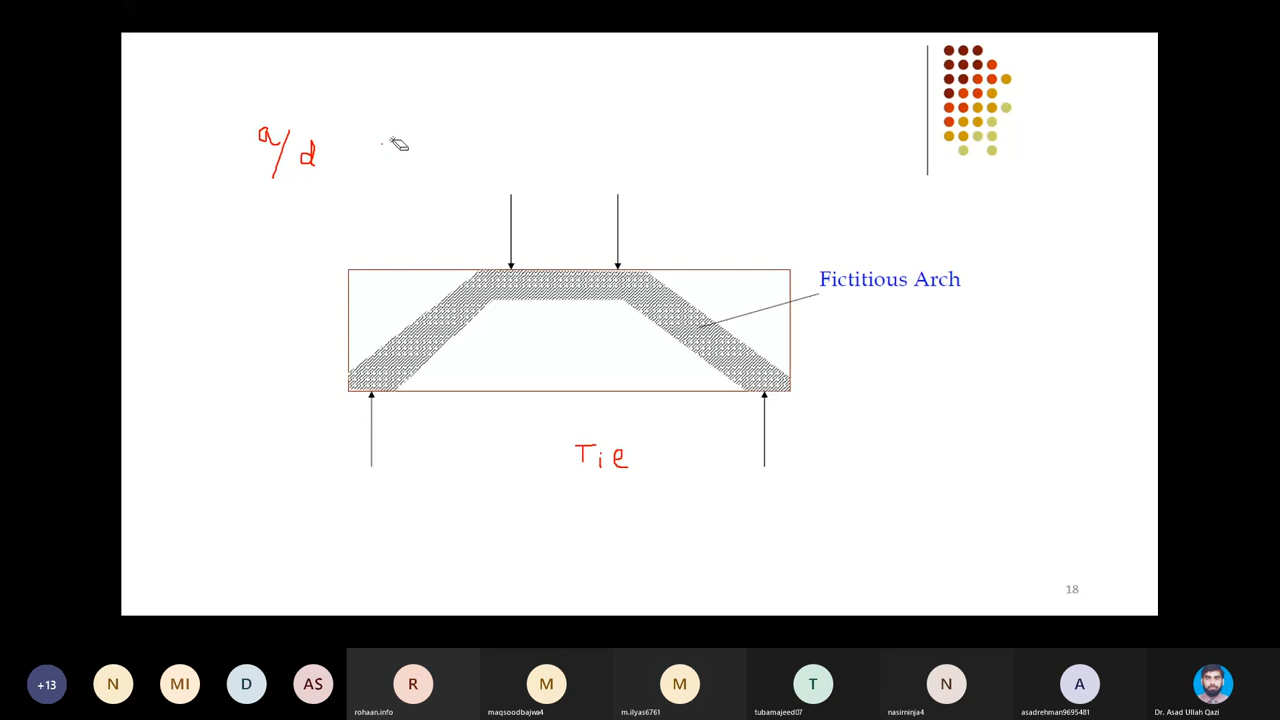 a/d
Fictitious Arch
Tie
18
+13
N
MI
D
AS
R
M
M
T
N
A
rohaan.info
maqsoodbajwa4
m.ilyas6761
tubamajeed07
nasirninja4
asadrehman9695481
Dr. Asad Ullah Qazi